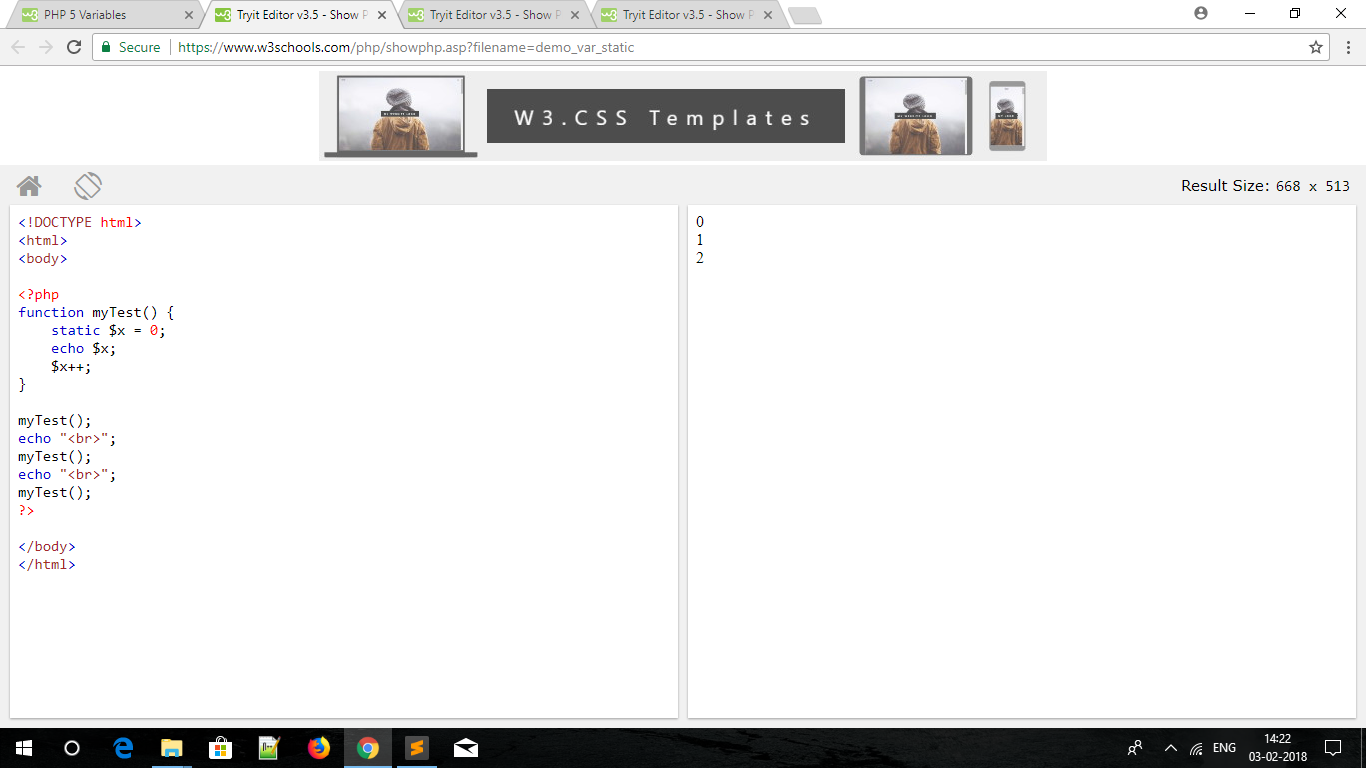 PHP 5 Variables
Tryit Editor v3.5 - Show P
Tryit Editor v3.5 - Show P
Tryit Editor v3.5 - Show P
Secure
https://www.w3schools.com/php/showphp.asp?filename=demo_var_static
W3.CSS Templates
Result Size: 668 x 513
<!DOCTYPE html>
<html>
<body>
<?php
function myTest() {
    static $x = 0;
    echo $x;
    $x++;
}
myTest();
echo "<br>";
myTest();
echo "<br>";
myTest();
?>
</body>
</html>
0
1
2
ENG
14:22
03-02-2018